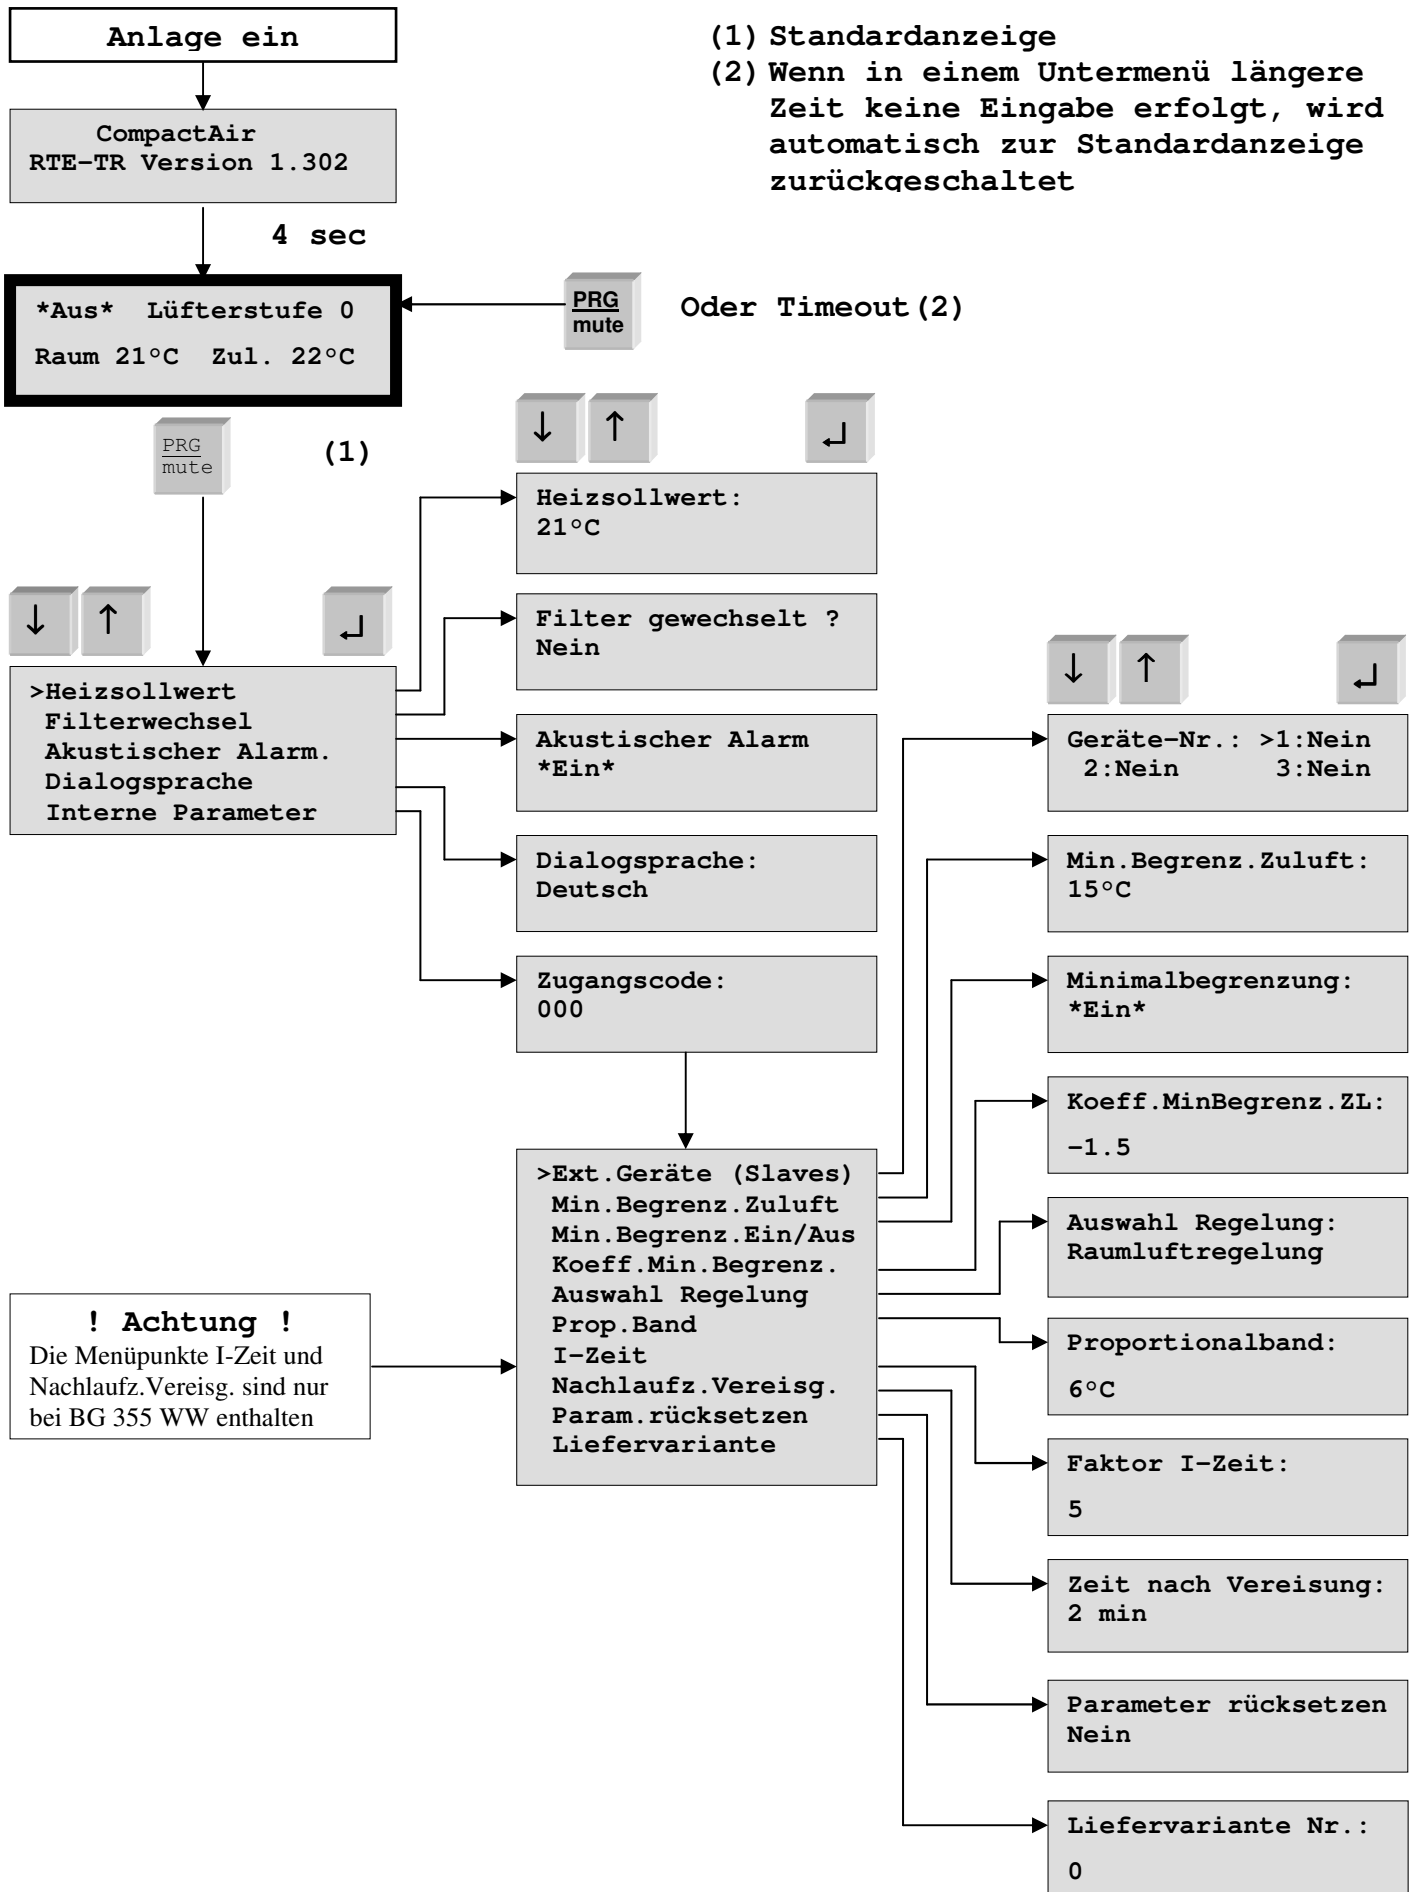 Anlage ein
(1) Standardanzeige
(2) Wenn in einem Untermenü längere
Zeit keine Eingabe erfolgt, wird
automatisch zur Standardanzeige
zurückgeschaltet
CompactAir
RTE-TR Version 1.302
4 sec
*Aus* Lüfterstufe 0
Raum 21°C Zul. 22°C
PRG
mute
Oder Timeout(2)
PRG
mute
(1)
↓ ↑ ↵
Heizsollwert:
21°C
Filter gewechselt ?
Nein
Akustischer Alarm
*Ein*
Dialogsprache:
Deutsch
Zugangscode:
000
↓ ↑ ↵
>Heizsollwert
Filterwechsel
Akustischer Alarm.
Dialogsprache
Interne Parameter
>Ext.Geräte (Slaves)
Min.Begrenz.Zuluft
Min.Begrenz.Ein/Aus
Koeff.Min.Begrenz.
Auswahl Regelung
Prop.Band
I-Zeit
Nachlaufz.Vereisg.
Param.rücksetzen
Liefervariante
! Achtung !
Die Menüpunkte I-Zeit und
Nachlaufz.Vereisg. sind nur
bei BG 355 WW enthalten
↓ ↑ ↵
Geräte-Nr.: >1:Nein
2:Nein 3:Nein
Min.Begrenz.Zuluft:
15°C
Minimalbegrenzung:
*Ein*
Koeff.MinBegrenz.ZL:
-1.5
Auswahl Regelung:
Raumluftregelung
Proportionalband:
6°C
Faktor I-Zeit:
5
Zeit nach Vereisung:
2 min
Parameter rücksetzen
Nein
Liefervariante Nr.:
0